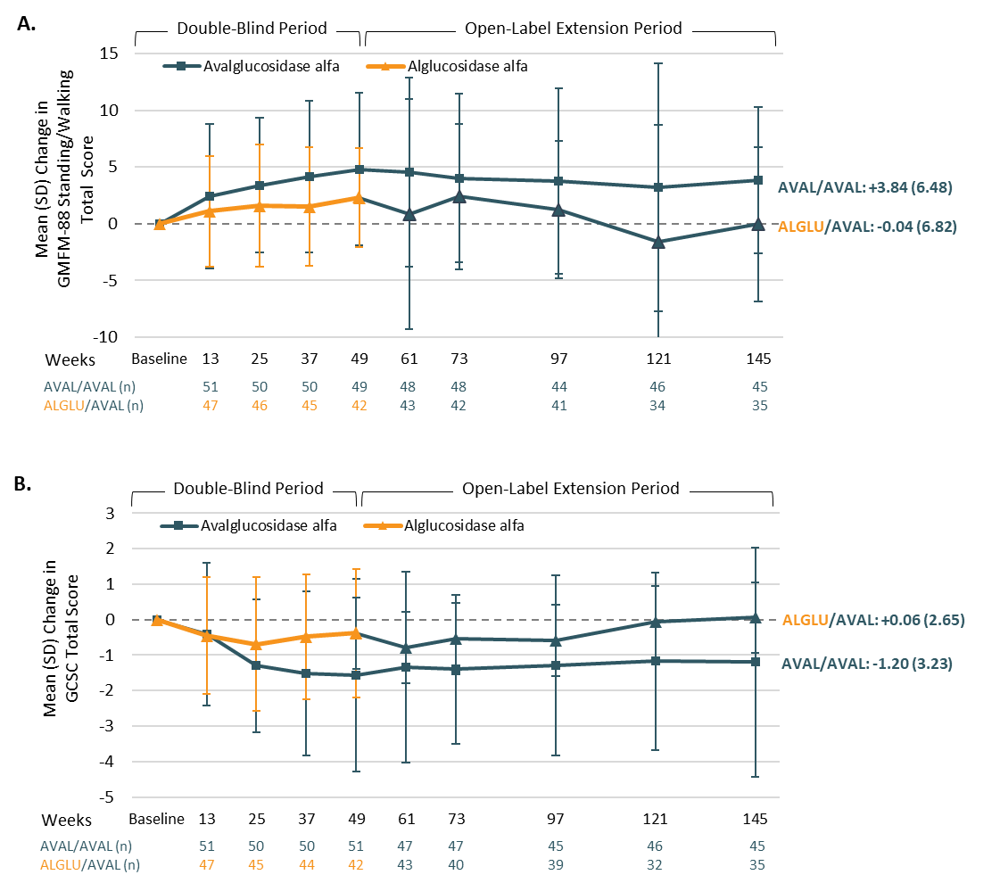 A.
Double-Blind Period
Open-Label Extension Period
Mean (SD) Change in
GMFM-88 Standing/Walking
Total Score
15
10
5
0
-5
-10
Avalglucosidase alfa
Alglucosidase alfa
AVAL/AVAL: +3.84 (6.48)
ALGLU/AVAL: -0.04 (6.82)
Weeks Baseline 13 25 37 49 61 73 97 121 145
AVAL/AVAL (n) 51 50 50 49 48 48 44 46 45
ALGLU/AVAL (n) 47 46 45 42 43 42 41 34 35
B.
Double-Blind Period
Open-Label Extension Period
Mean (SD) Change in
GCSC Total Score
3
2
1
0
-1
-2
-3
-4
-5
Avalglucosidase alfa
Alglucosidase alfa
ALGLU/AVAL: +0.06 (2.65)
AVAL/AVAL: -1.20 (3.23)
Weeks Baseline 13 25 37 49 61 73 97 121 145
AVAL/AVAL (n) 51 50 50 51 47 47 45 46 45
ALGLU/AVAL (n) 47 45 44 42 43 40 39 32 35